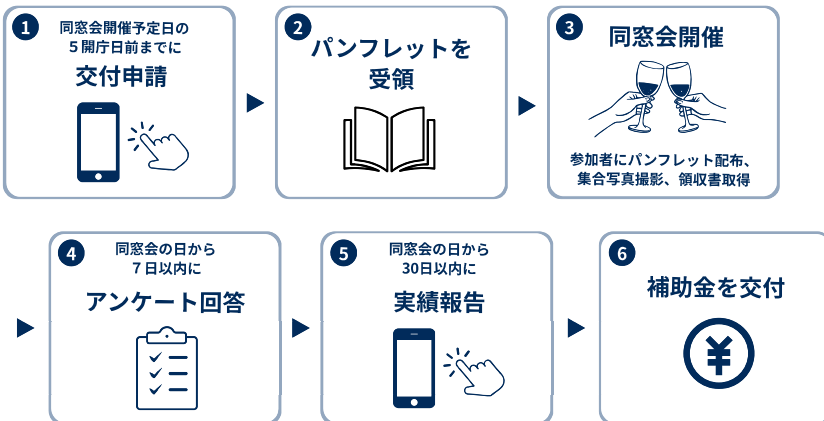 1
同窓会開催予定日の
５開庁日前までに
交付申請
2
パンフレットを
受領
3
同窓会開催
参加者にパンフレット配布、
集合写真撮影、領収書取得
4
同窓会の日から
７日以内に
アンケート回答
5
同窓会の日から
30日以内に
実績報告
6
補助金を交付
¥